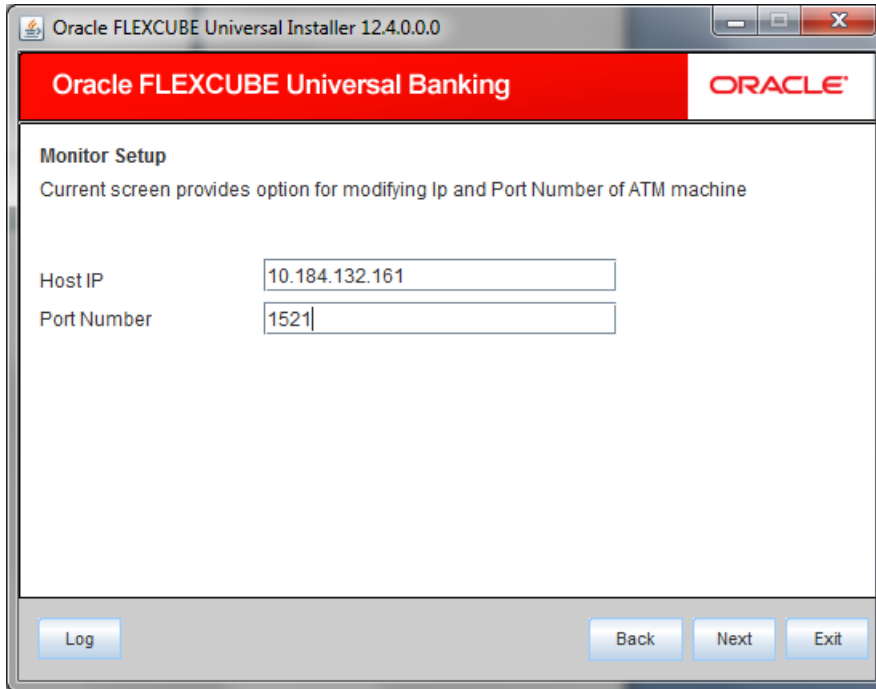 Oracle FLEXCUBE Universal Installer 12.4.0.0.0
Oracle FLEXCUBE Universal Banking
ORACLE
Monitor Setup
Current screen provides option for modifying Ip and Port Number of ATM machine
Host IP
10.184.132.161
Port Number
1521
Log
Back
Next
Exit